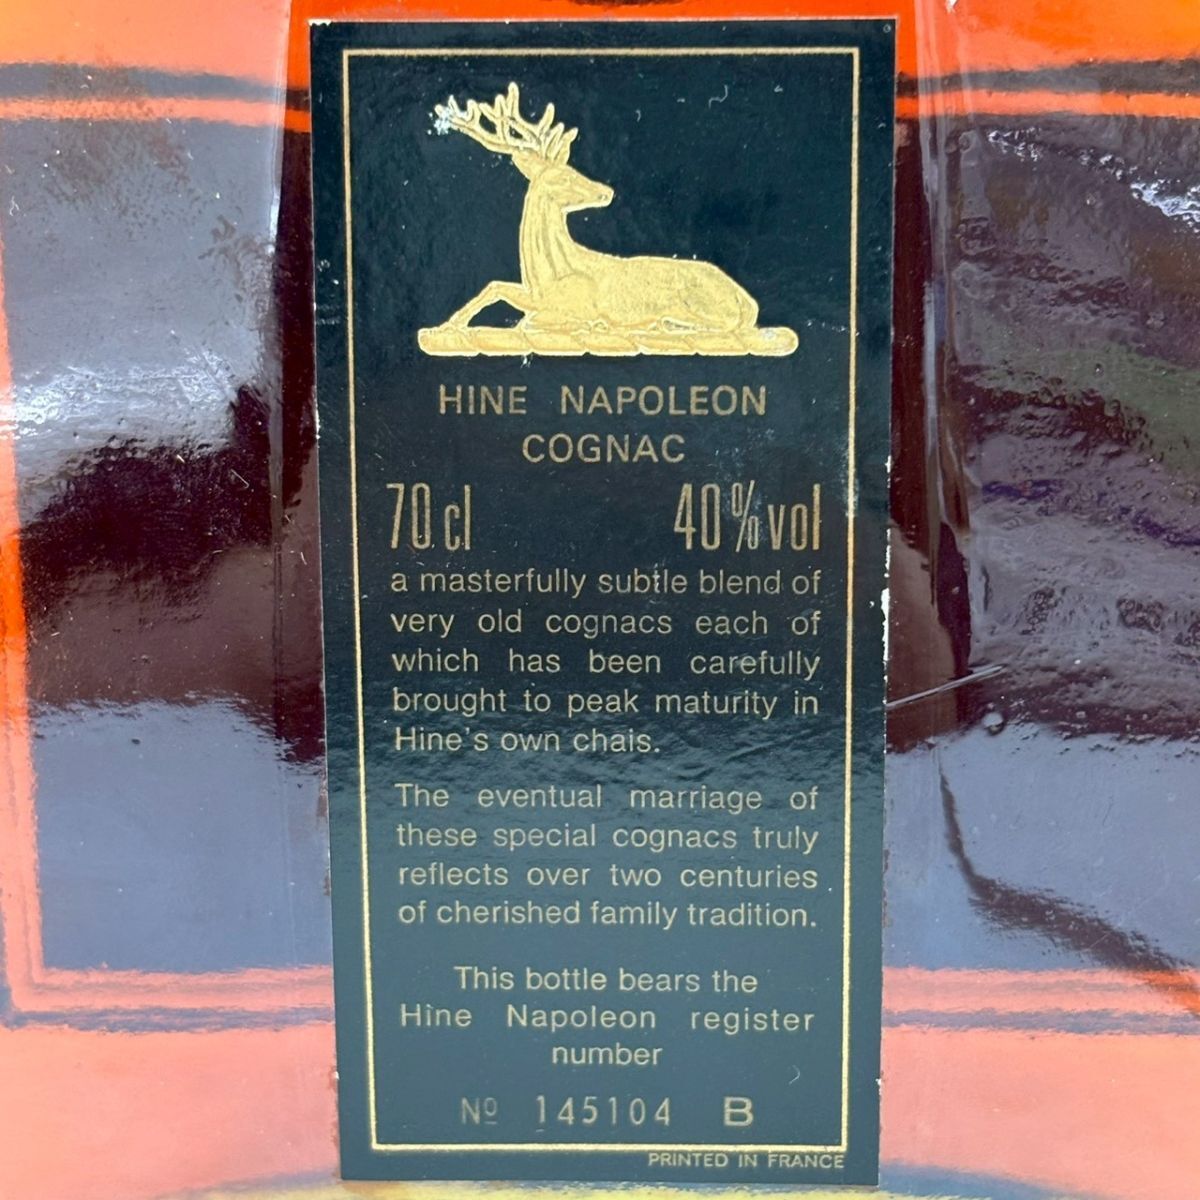 HINE NAPOLEON
COGNAC
70 cl 40% vol
a masterfully subtle blend of
very old cognacs each of
which has been carefully
brought to peak maturity in
Hine's own chais.
The eventual marriage of
these special cognacs truly
reflects over two centuries
of cherished family tradition.
This bottle bears the
Hine Napoleon register
number
Nº 145104 B
PRINTED IN FRANCE